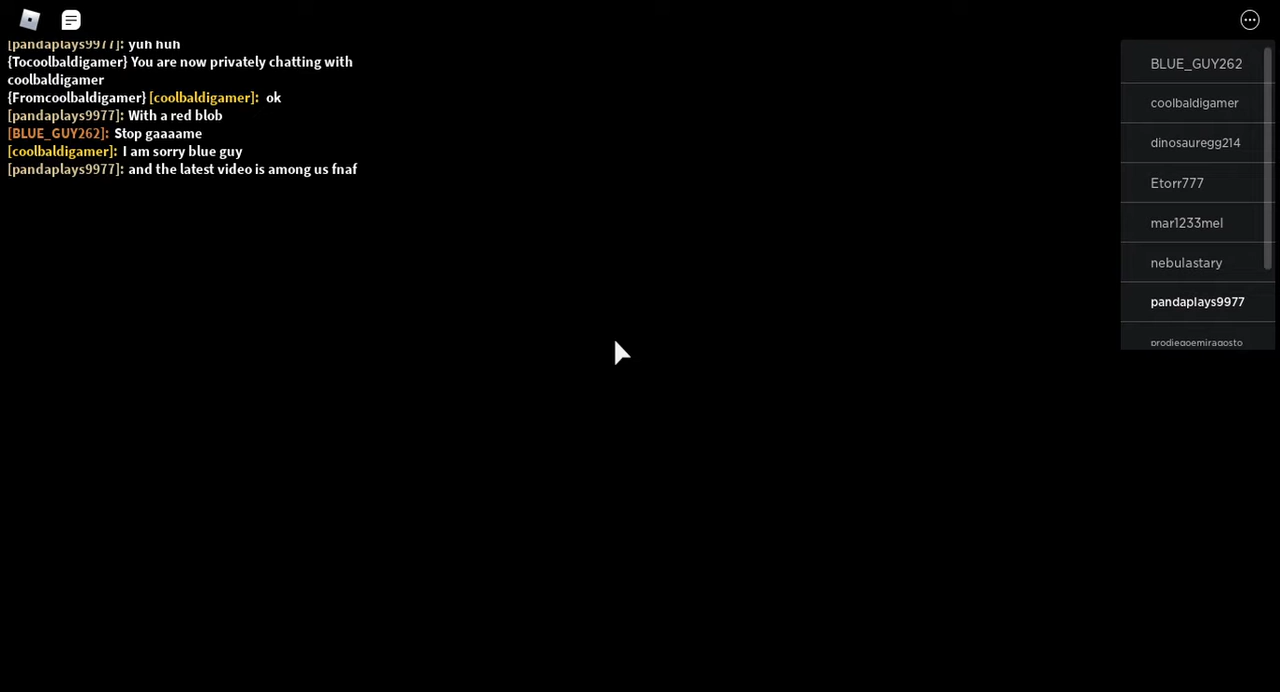 [pandaplays9977]: yuh huh
{Tocoolbaldigamer} You are now privately chatting with
coolbaldigamer
{Fromcoolbaldigamer} [coolbaldigamer]: ok
[pandaplays9977]: With a red blob
[BLUE_GUY262]: Stop gaaaame
[coolbaldigamer]: I am sorry blue guy
[pandaplays9977]: and the latest video is among us fnaf
BLUE_GUY262
coolbaldigamer
dinosauregg214
Etorr777
mar1233mel
nebulastary
pandaplays9977
prodiegoemiragosto